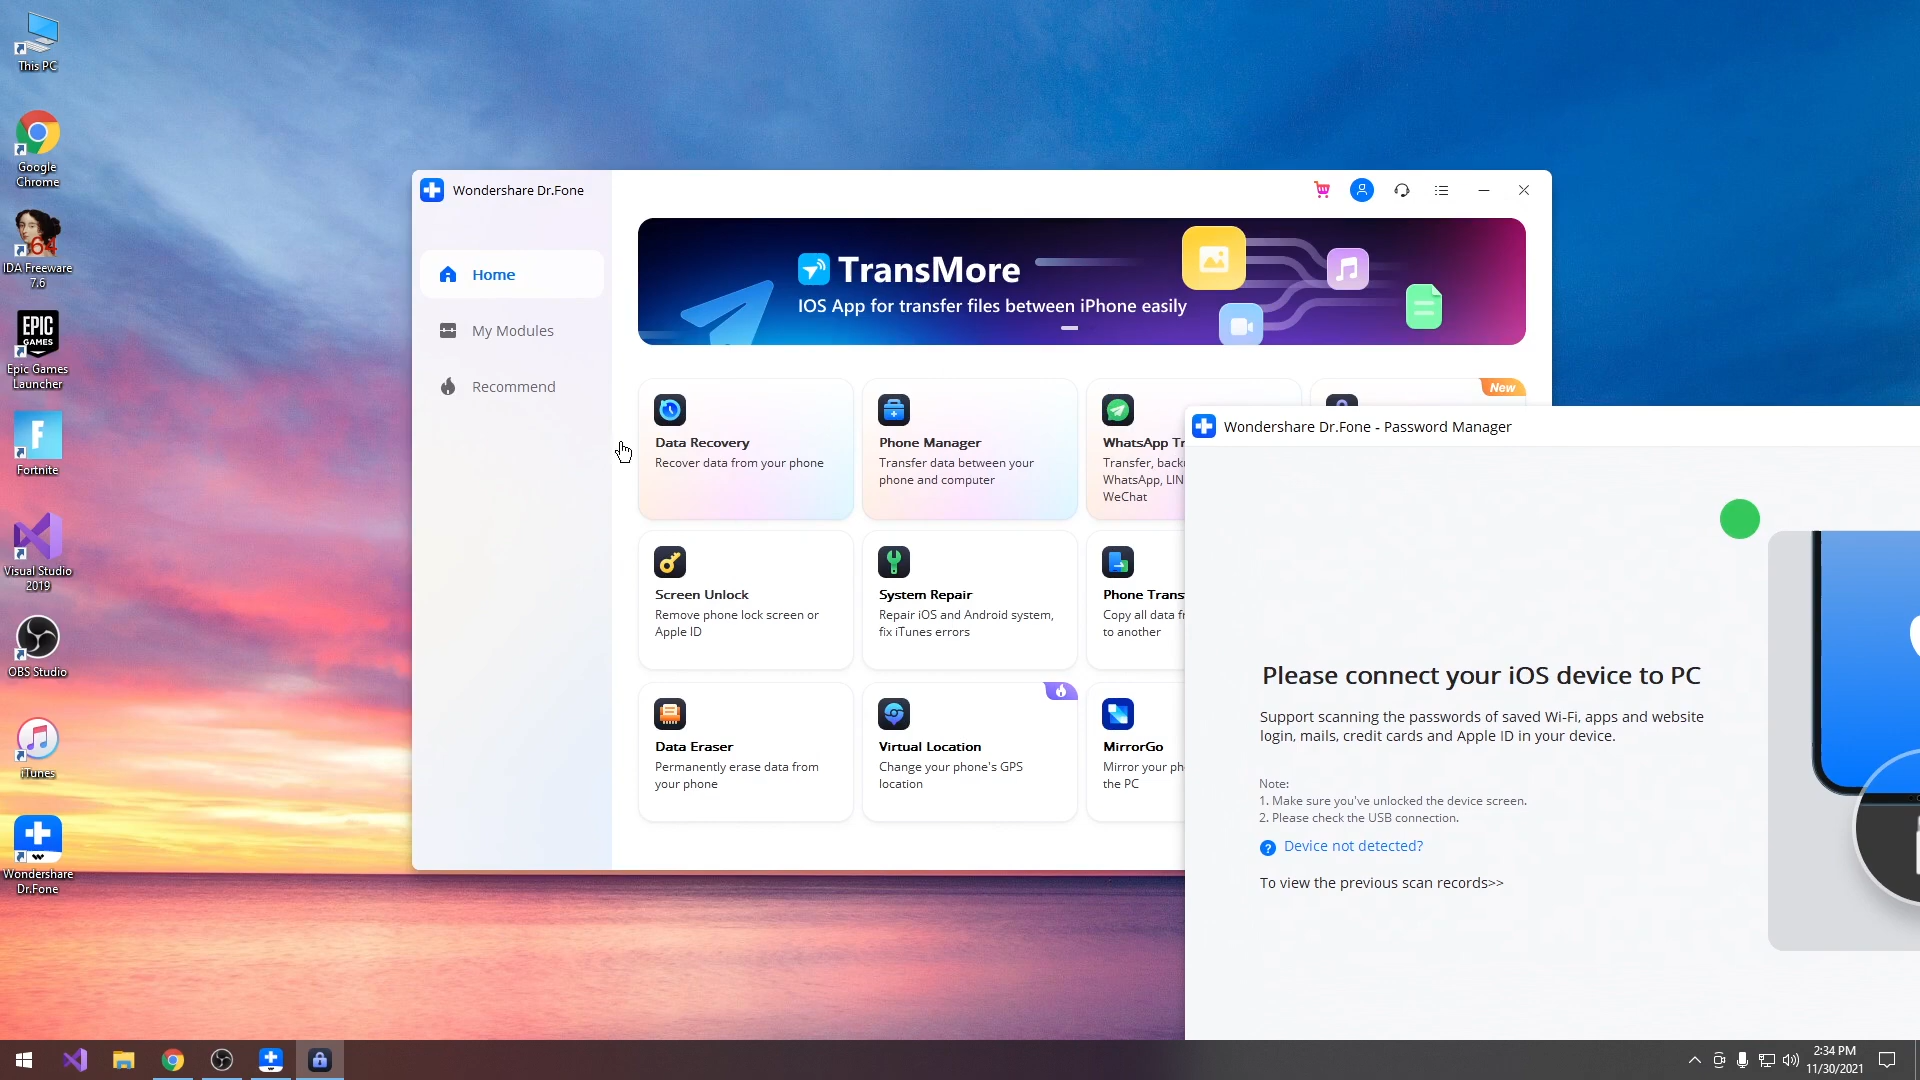 This PC
Google
Chrome
64
IDA Freeware
7.6
EPIC
GAMES
Epic Games
Launcher
F
Fortnite
Visual Studio
2019
OBS Studio
iTunes
Wondershare
Dr.Fone
Wondershare Dr.Fone
Home
My Modules
Recommend
TransMore
IOS App for transfer files between iPhone easily
Data Recovery
Recover data from your phone
Phone Manager
Transfer data between your
phone and computer
WhatsApp Tr
Transfer, back
WhatsApp, LIN
WeChat
New
Screen Unlock
Remove phone lock screen or
Apple ID
System Repair
Repair iOS and Android system,
fix iTunes errors
Phone Trans
Copy all data fr
to another
Data Eraser
Permanently erase data from
your phone
Virtual Location
Change your phone's GPS
location
MirrorGo
Mirror your ph
the PC
Wondershare Dr.Fone - Password Manager
Please connect your iOS device to PC
Support scanning the passwords of saved Wi-Fi, apps and website
login, mails, credit cards and Apple ID in your device.
Note:
1. Make sure you've unlocked the device screen.
2. Please check the USB connection.
? Device not detected?
To view the previous scan records>>
2:34 PM
11/30/2021